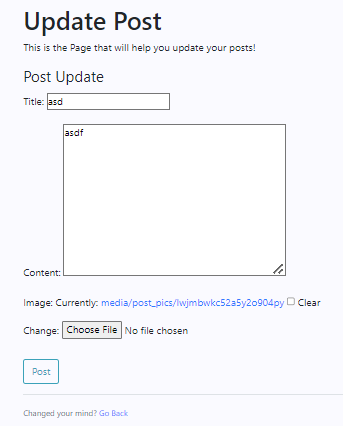 Update Post
This is the Page that will help you update your posts!
Post Update
Title: asd
asdf
Content:
Image: Currently: media/post_pics/lwjmbwkc52a5y2o904py Clear
Change: Choose File No file chosen
Post
Changed your mind? Go Back